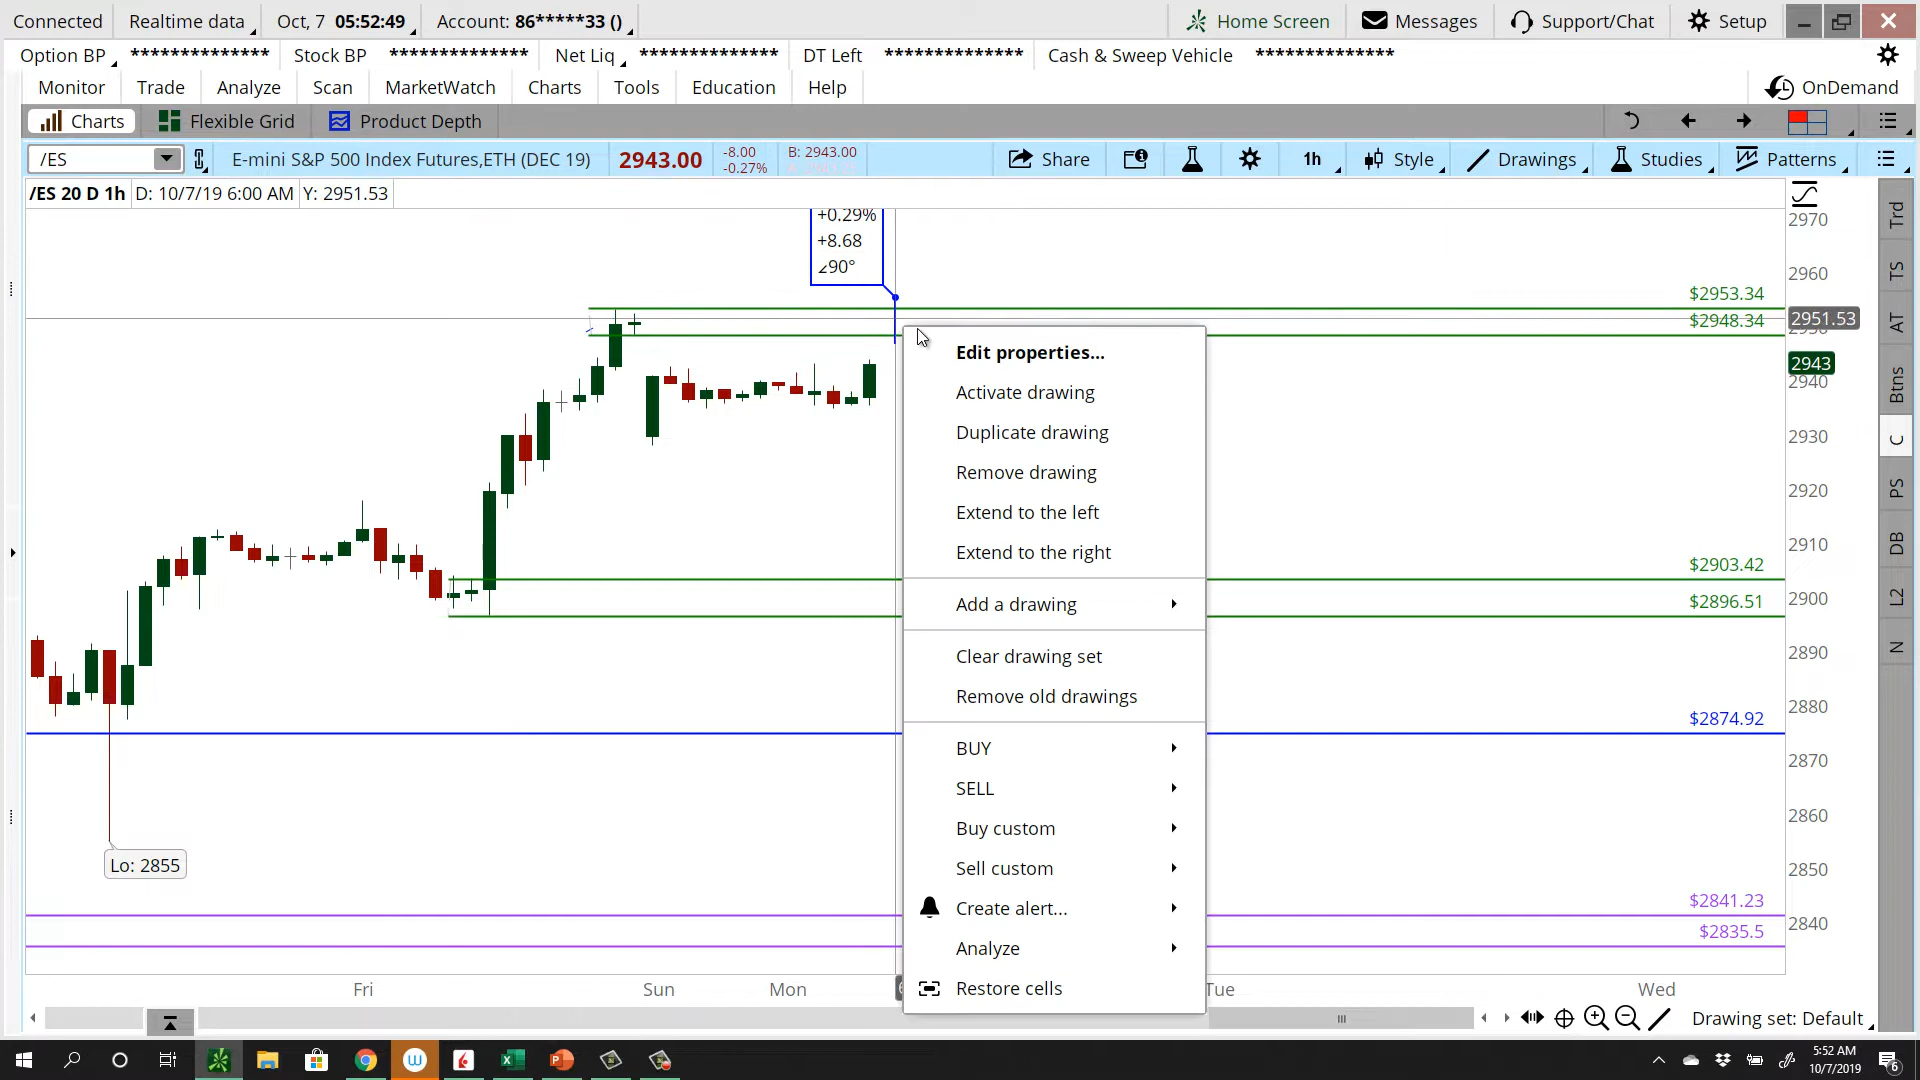 Connected Realtime data Oct, 7 05:52:49 Account: 86*****33 () Home Screen Messages Support/Chat Setup
Option BP ************** Stock BP ************** Net Liq ************** DT Left ************** Cash & Sweep Vehicle **************
Monitor Trade Analyze Scan MarketWatch Charts Tools Education Help OnDemand
Charts Flexible Grid Product Depth
/ES E-mini S&P 500 Index Futures,ETH (DEC 19) 2943.00 -8.00 B: 2943.00 Share 1h Style Drawings Studies Patterns
-0.27%
/ES 20 D 1h D: 10/7/19 6:00 AM Y: 2951.53
+0.29%
+8.68
∠90°
2970
2960
$2953.34
2951.53
$2948.34
2943
2940
2930
2920
2910
$2903.42
2900
$2896.51
2890
2880
$2874.92
2870
2860
2850
$2841.23
2840
$2835.5
Lo: 2855
Edit properties...
Activate drawing
Duplicate drawing
Remove drawing
Extend to the left
Extend to the right
Add a drawing
Clear drawing set
Remove old drawings
BUY
SELL
Buy custom
Sell custom
Create alert...
Analyze
Restore cells
Trd
TS
AT
Btns
C
PS
DB
L2
N
Fri Sun Mon Tue Wed
Drawing set: Default
5:52 AM
10/7/2019
6